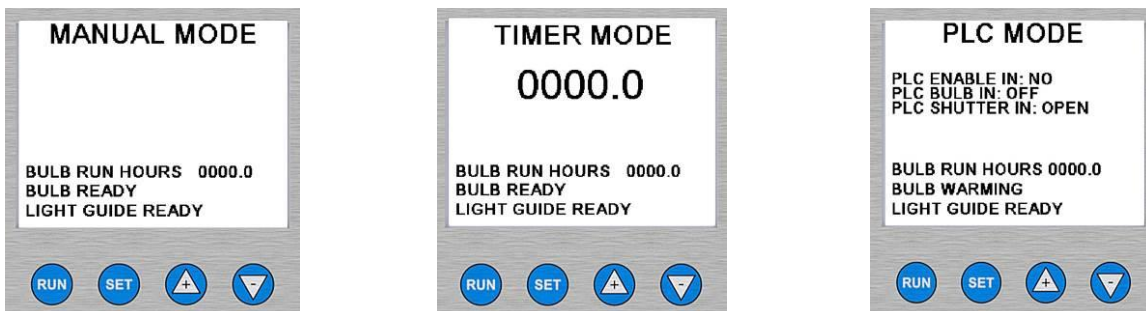 MANUAL MODE
BULB RUN HOURS 0000.0
BULB READY
LIGHT GUIDE READY
RUN SET + -
TIMER MODE
0000.0
BULB RUN HOURS 0000.0
BULB READY
LIGHT GUIDE READY
RUN SET + -
PLC MODE
PLC ENABLE IN: NO
PLC BULB IN: OFF
PLC SHUTTER IN: OPEN
BULB RUN HOURS 0000.0
BULB WARMING
LIGHT GUIDE READY
RUN SET + -